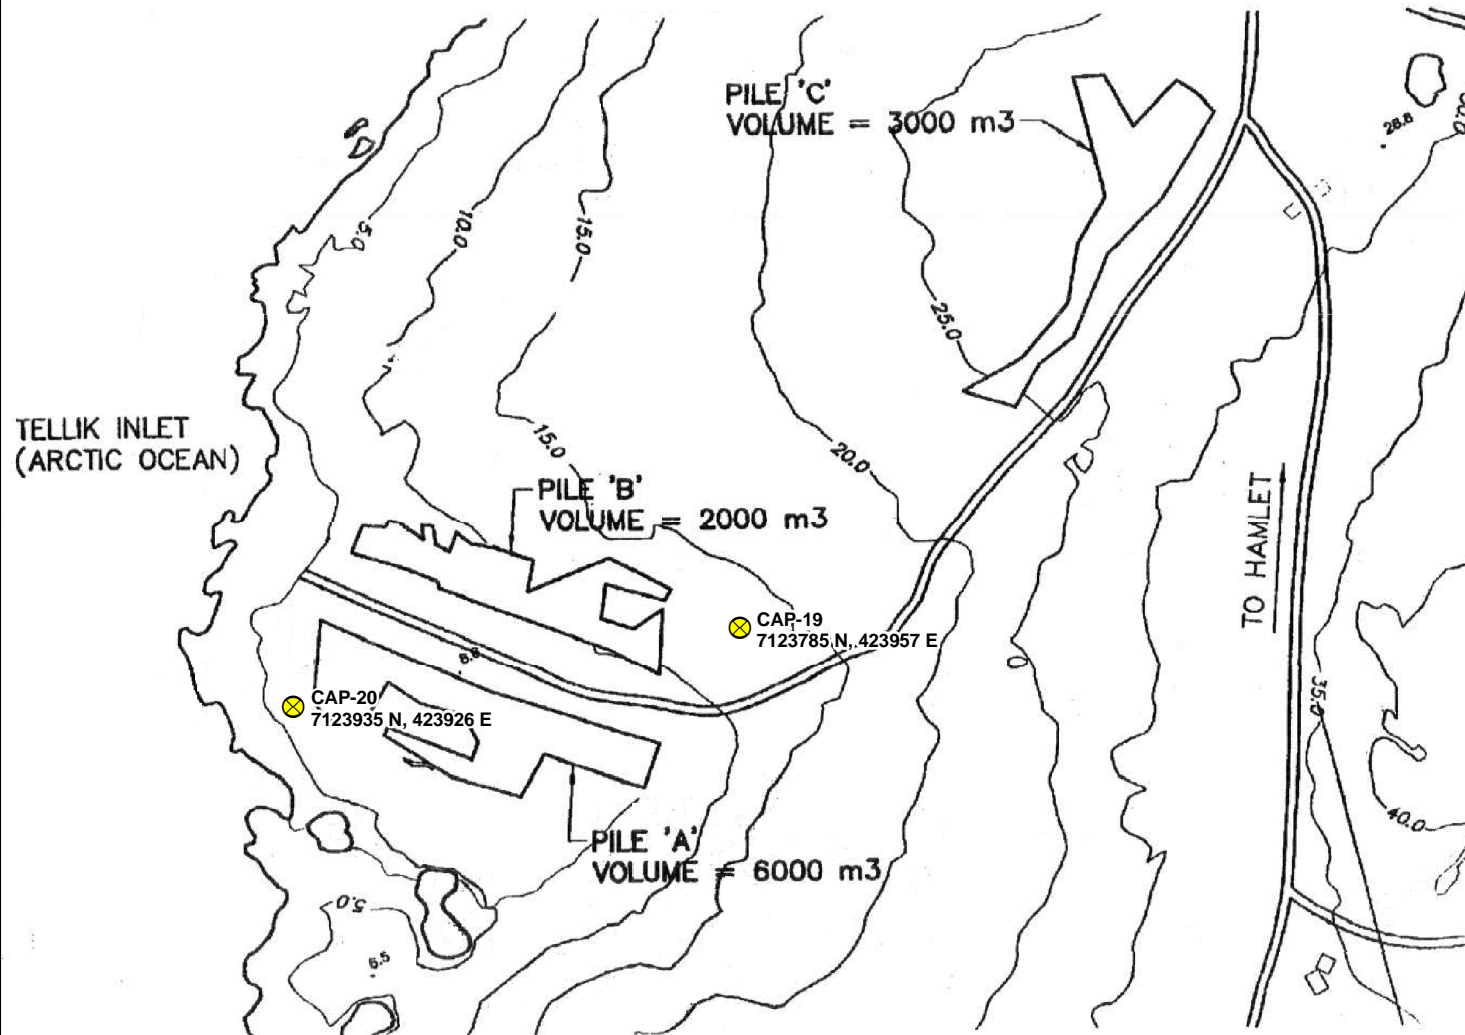 PILE 'C'
VOLUME = 3000 m3
30.0
28.8
5.0
10.0
15.0
25.0
TELLIK INLET
(ARCTIC OCEAN)
15.0
20.0
PILE 'B'
VOLUME = 2000 m3
TO HAMLET
CAP-19
7123785 N, 423957 E
8.8
CAP-20
7123935 N, 423926 E
35.0
40.0
PILE 'A'
VOLUME = 6000 m3
5.0
6.5